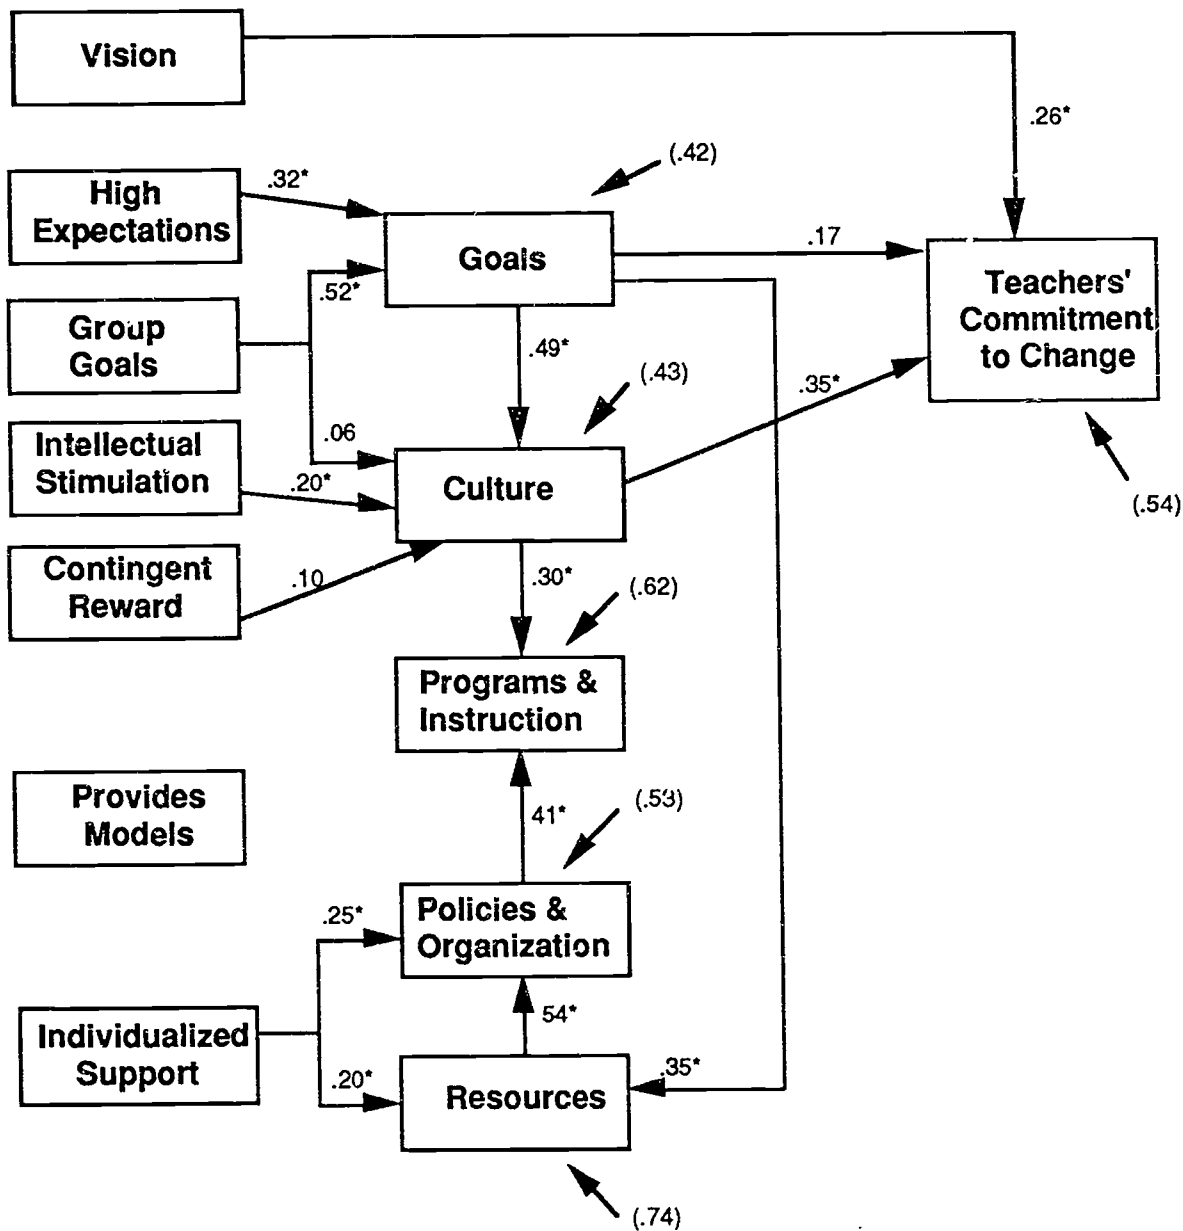 Vision
.26*
(.42)
High
Expectations
.32*
Goals
.17
Teachers'
Commitment
to Change
.52*
Group
Goals
.49*
(.43)
.35*
.06
Intellectual
Stimulation
.20*
Culture
(.54)
Contingent
Reward
.10
.30*
(.62)
Programs &
Instruction
Provides
Models
41*
(.53)
.25*
Policies &
Organization
54*
Individualized
Support
.20*
Resources
.35*
(.74)